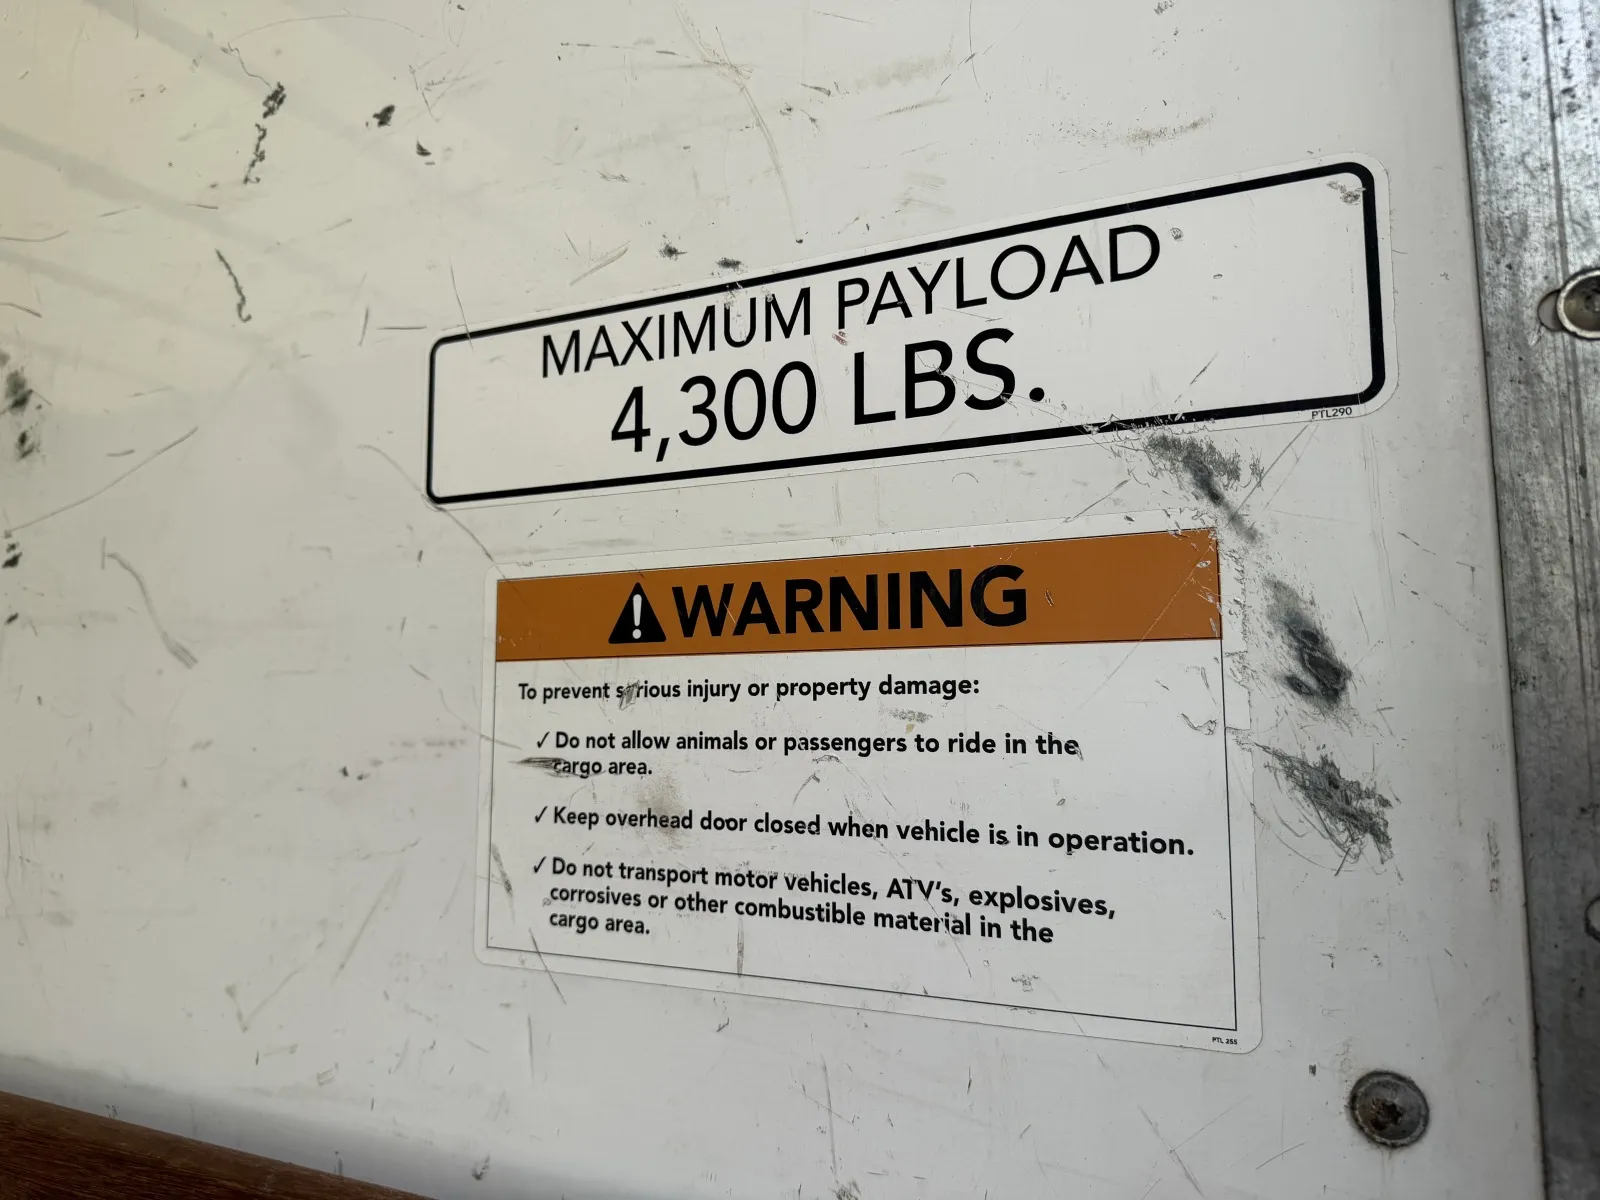 MAXIMUM PAYLOAD
4,300 LBS.
PTL290
WARNING
To prevent serious injury or property damage:
✓ Do not allow animals or passengers to ride in the
cargo area.
✓ Keep overhead door closed when vehicle is in operation.
✓ Do not transport motor vehicles, ATV's, explosives,
corrosives or other combustible material in the
cargo area.
PTL 255